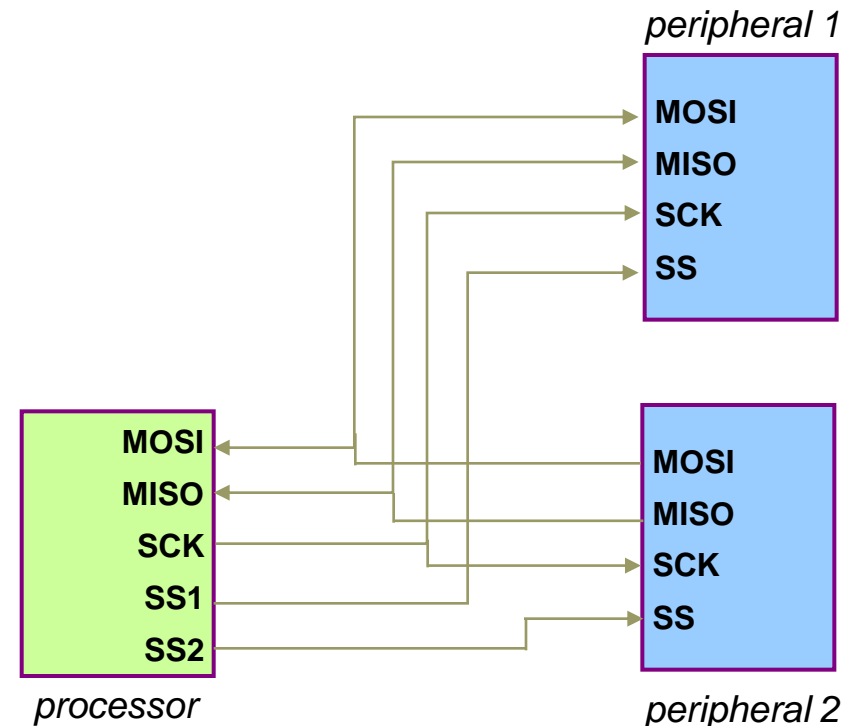 peripheral 1
MOSI
MISO
SCK
SS
MOSI
MISO
SCK
SS1
SS2
processor
MOSI
MISO
SCK
SS
peripheral 2